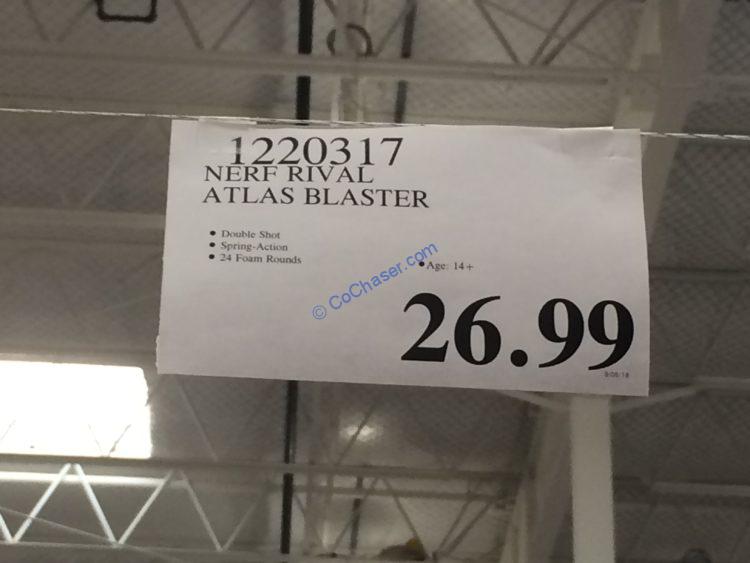 1220317
NERF RIVAL
ATLAS BLASTER
• Double Shot
• Spring-Action
• 24 Foam Rounds
• Age: 14+
© CoChaser.com
26.99